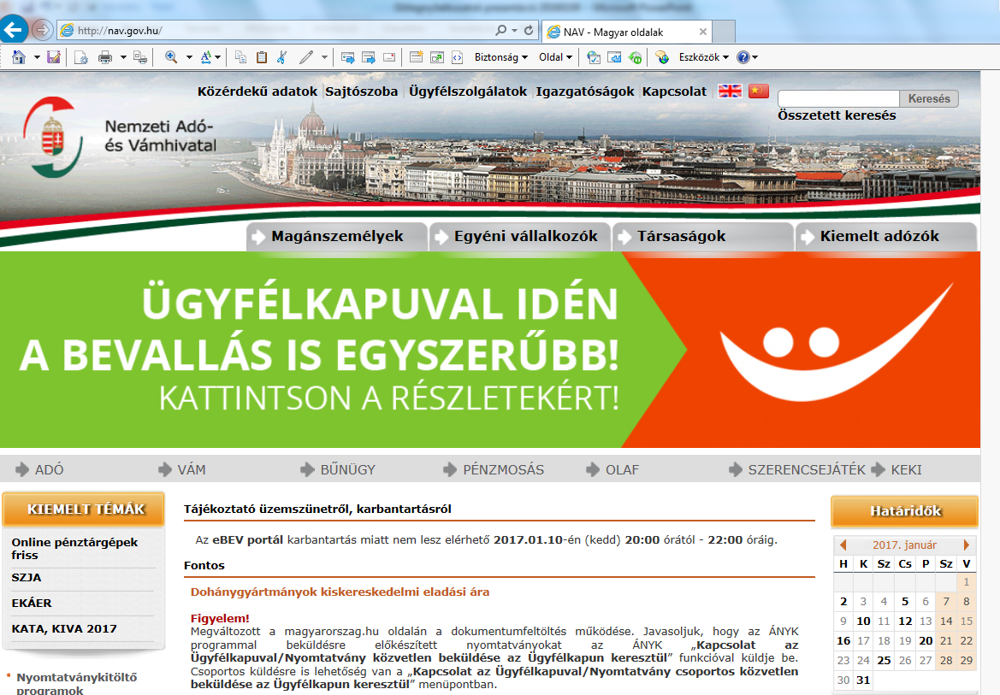 http://nav.gov.hu/
NAV - Magyar oldalak
Biztonság Oldal Eszközök
Közérdekű adatok Sajtószoba Ügyfélszolgálatok Igazgatóságok Kapcsolat
Keresés
Összetett keresés
Nemzeti Adó-
és Vámhivatal
Magánszemélyek Egyéni vállalkozók Társaságok Kiemelt adózók
ÜGYFÉLKAPUVAL IDÉN
A BEVALLÁS IS EGYSZERŰBB!
KATTINTSON A RÉSZLETEKÉRT!
ADÓ VÁM BŰNÜGY PÉNZMOSÁS OLAF SZERENCSEJÁTÉK KEKI
KIEMELT TÉMÁK
Online pénztárgépek
friss
SZJA
EKÁER
KATA, KIVA 2017
Nyomtatványkitöltő
programok
Tájékoztató üzemszünetről, karbantartásról
Az eBEV portál karbantartás miatt nem lesz elérhető 2017.01.10-én (kedd) 20:00 órától - 22:00 óráig.
Fontos
Dohánygyártmányok kiskereskedelmi eladási ára
Figyelem!
Megváltozott a magyarorszag.hu oldalán a dokumentumfeltöltés működése. Javasoljuk, hogy az ÁNYK
programmal beküldésre előkészített nyomtatványokat az ÁNYK „Kapcsolat az
Ügyfélkapuval/Nyomtatvány közvetlen beküldése az Ügyfélkapun keresztül” funkcióval küldje be.
Csoportos küldésre is lehetőség van a „Kapcsolat az Ügyfélkapuval/Nyomtatvány csoportos közvetlen
beküldése az Ügyfélkapun keresztül” menüpontban.
Határidők
2017. január
H K Sz Cs P Sz V
1
2 3 4 5 6 7 8
9 10 11 12 13 14 15
16 17 18 19 20 21 22
23 24 25 26 27 28 29
30 31